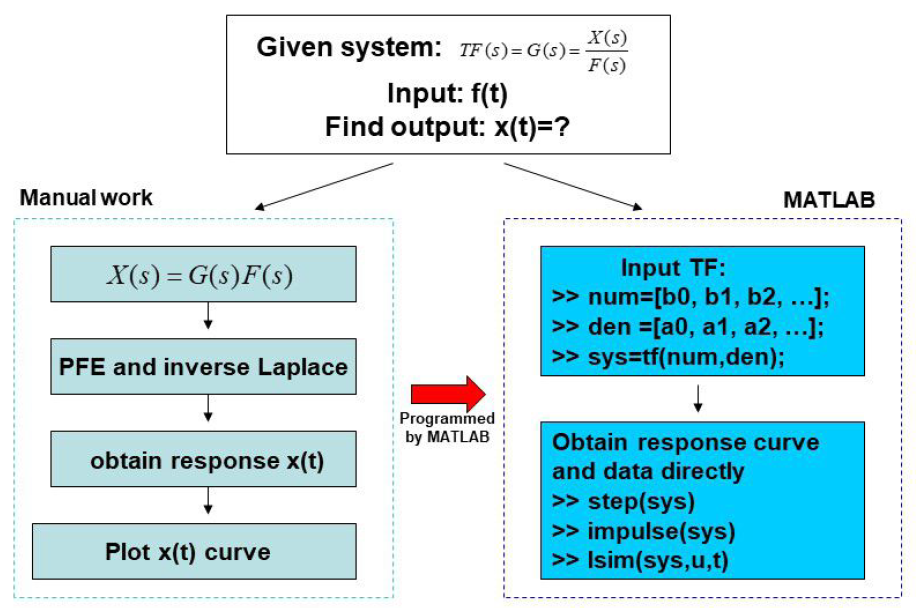 Given system: TF(s)=G(s)=X(s)/F(s)
Input: f(t)
Find output: x(t)=?
Manual work
X(s)=G(s)F(s)
PFE and inverse Laplace
obtain response x(t)
Plot x(t) curve
Programmed
by MATLAB
MATLAB
Input TF:
>> num=[b0, b1, b2, …];
>> den =[a0, a1, a2, …];
>> sys=tf(num,den);
Obtain response curve
and data directly
>> step(sys)
>> impulse(sys)
>> lsim(sys,u,t)